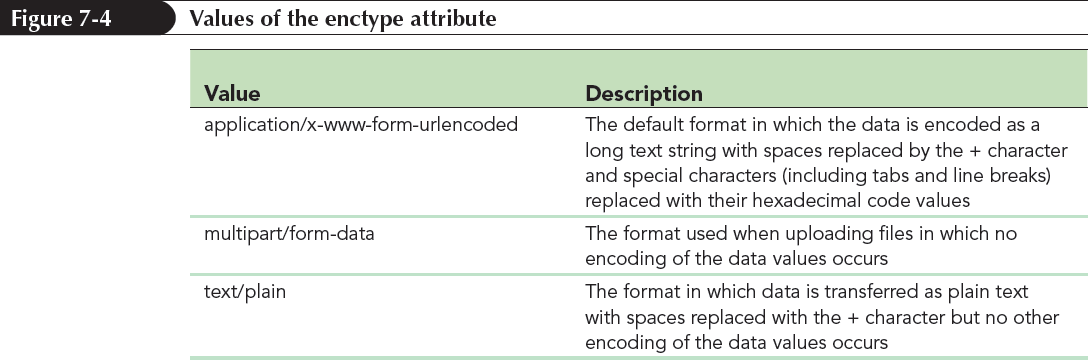 Figure 7-4 Values of the enctype attribute
Value Description
application/x-www-form-urlencoded The default format in which the data is encoded as a
long text string with spaces replaced by the + character
and special characters (including tabs and line breaks)
replaced with their hexadecimal code values
multipart/form-data The format used when uploading files in which no
encoding of the data values occurs
text/plain The format in which data is transferred as plain text
with spaces replaced with the + character but no other
encoding of the data values occurs